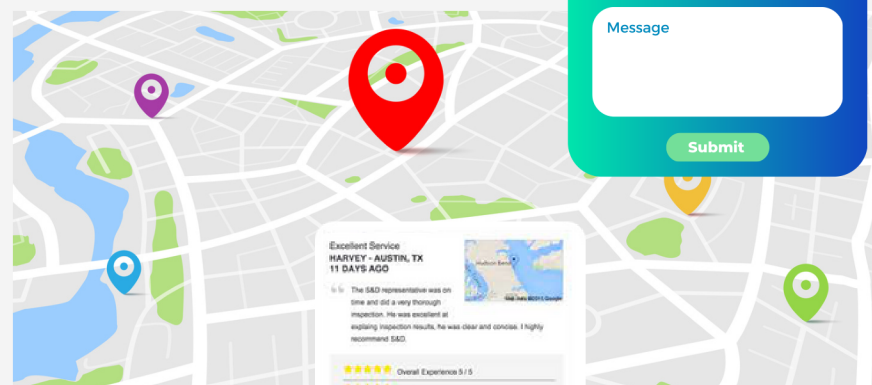 Message
Submit
Excellent Service
HARVEY - AUSTIN, TX
11 DAYS AGO
The S&D representative was on
time and did a very thorough
inspection. He was excellent at
explaing inspection results, he was clear and concise. I highly
recommend S&D.
Overall Experience 5 / 5